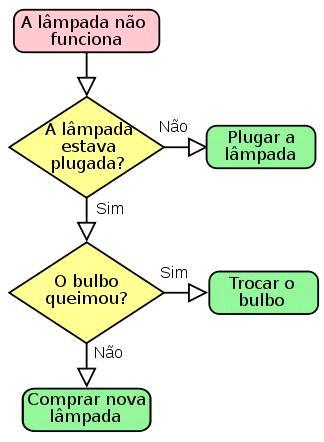 A lâmpada não
funciona
A lâmpada
estava
plugada?
Não
Plugar a
lâmpada
Sim
O bulbo
queimou?
Sim
Trocar o
bulbo
Não
Comprar nova
lâmpada